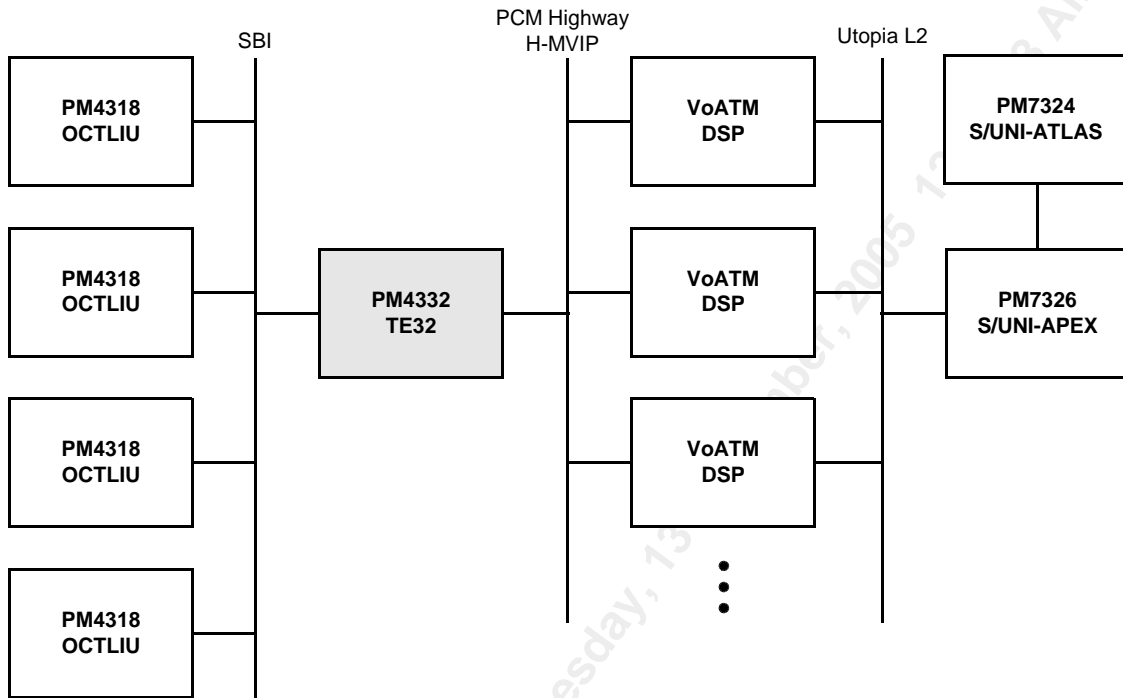 SBI
PCM Highway
H-MVIP
Utopia L2
PM4318
OCTLIU
PM4318
OCTLIU
PM4318
OCTLIU
PM4318
OCTLIU
PM4332
TE32
VoATM
DSP
VoATM
DSP
VoATM
DSP
PM7324
S/UNI-ATLAS
PM7326
S/UNI-APEX